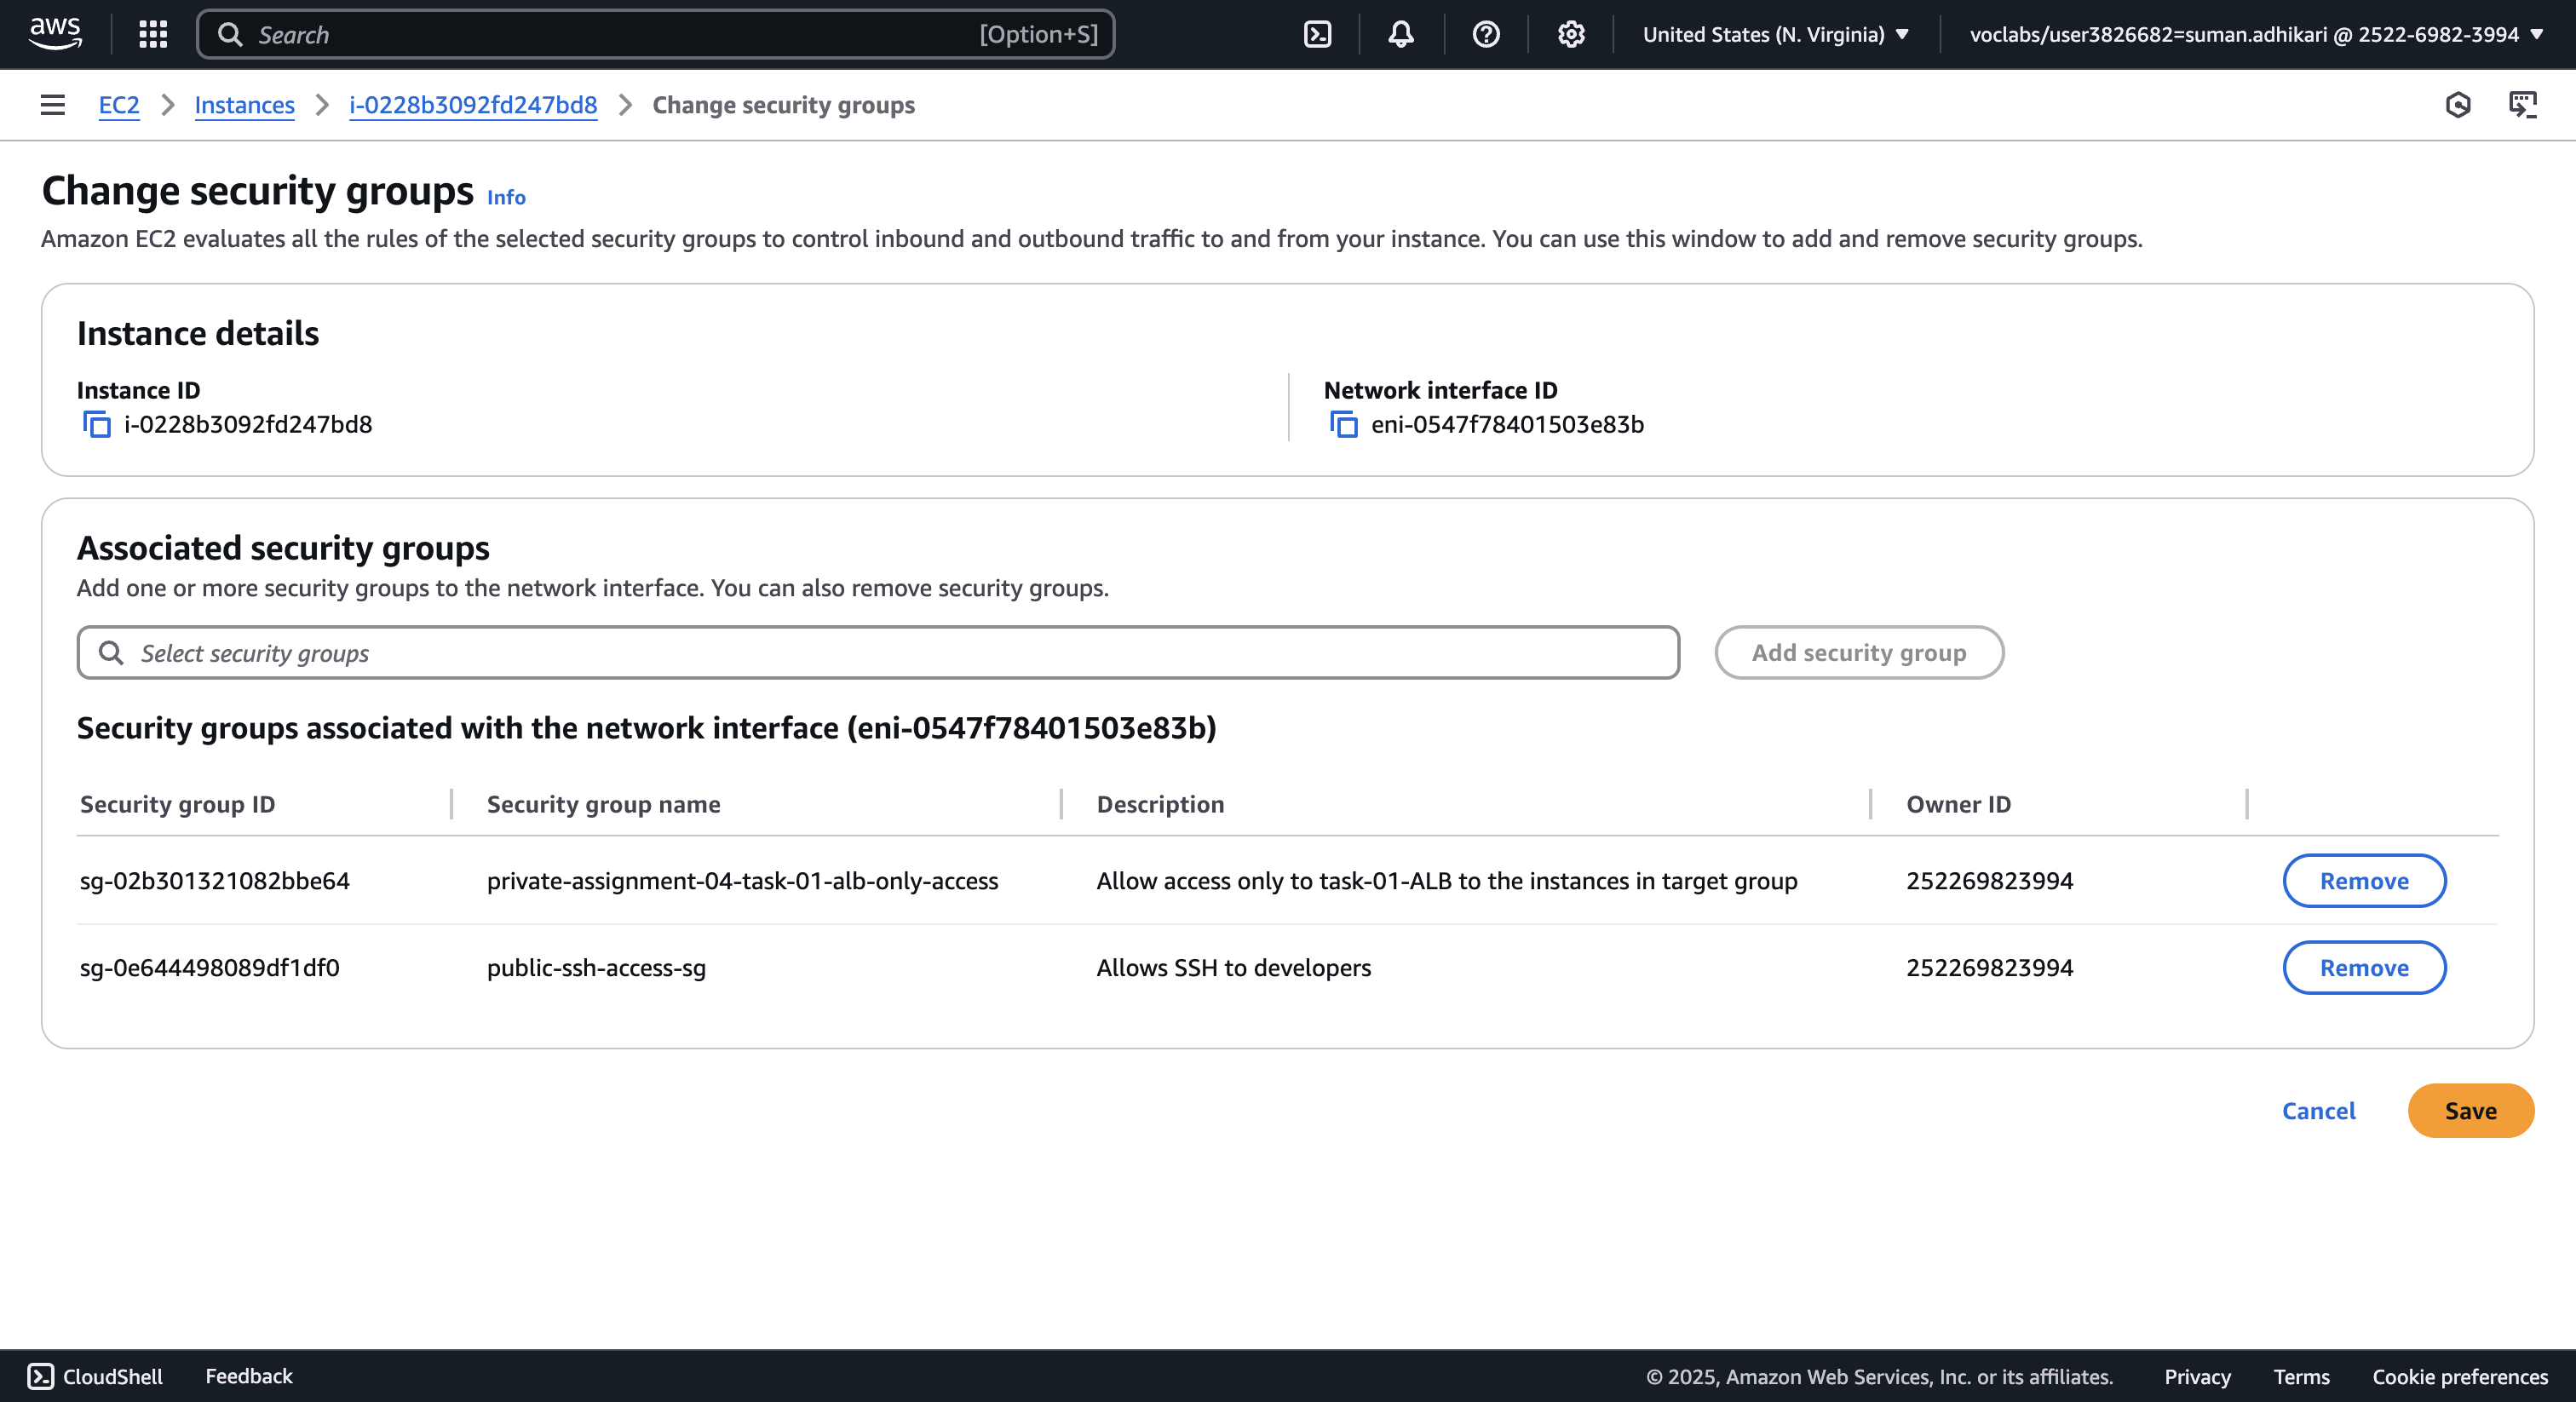 aws
Search
[Option+S]
United States (N. Virginia)
voclabs/user3826682=suman.adhikari @ 2522-6982-3994
EC2
Instances
i-0228b3092fd247bd8
Change security groups
Change security groups
Info
Amazon EC2 evaluates all the rules of the selected security groups to control inbound and outbound traffic to and from your instance. You can use this window to add and remove security groups.
Instance details
Instance ID
i-0228b3092fd247bd8
Network interface ID
eni-0547f78401503e83b
Associated security groups
Add one or more security groups to the network interface. You can also remove security groups.
Select security groups
Add security group
Security groups associated with the network interface (eni-0547f78401503e83b)
Security group ID
Security group name
Description
Owner ID
sg-02b301321082bbe64
private-assignment-04-task-01-alb-only-access
Allow access only to task-01-ALB to the instances in target group
252269823994
Remove
sg-0e644498089df1df0
public-ssh-access-sg
Allows SSH to developers
252269823994
Remove
Cancel
Save
CloudShell
Feedback
© 2025, Amazon Web Services, Inc. or its affiliates.
Privacy
Terms
Cookie preferences